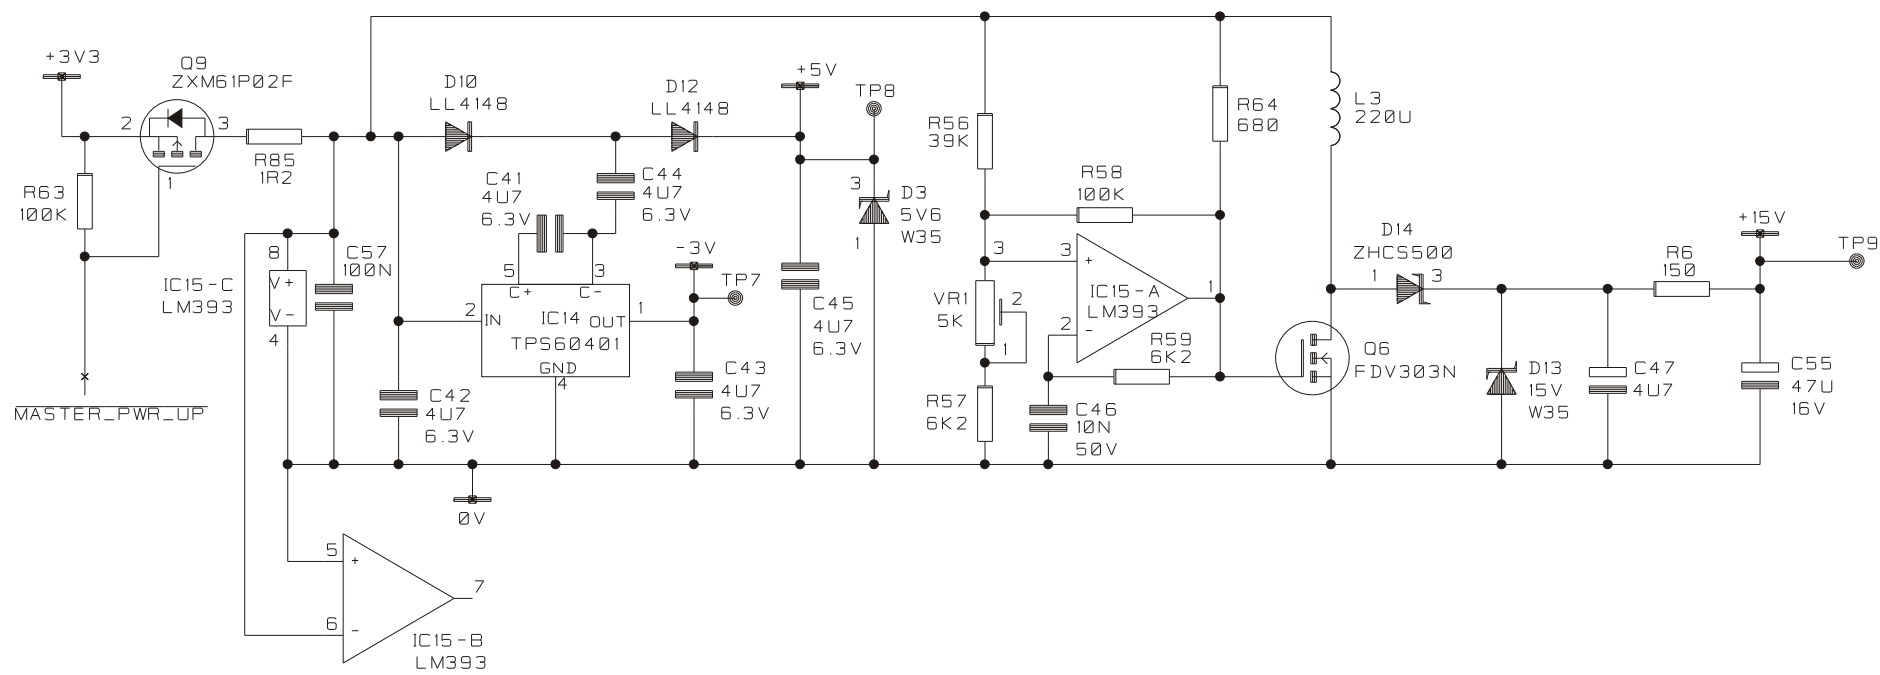 +3V3
Q9
ZXM61P02F
2
3
1
R63
100K
MASTER_PWR_UP
R85
1R2
D10
LL4148
D12
LL4148
+5V
TP8
C41
4U7
6.3V
C44
4U7
6.3V
3
D3
5V6
W35
1
8
IC15-C
LM393
V+
V-
4
C57
100N
5
3
C+
C-
2
IN
IC14
OUT
1
TPS60401
GND
4
-3V
TP7
C42
4U7
6.3V
C43
4U7
6.3V
C45
4U7
6.3V
0V
5
+
6
-
7
IC15-B
LM393
R56
39K
R58
100K
R64
680
L3
220U
3
VR1
5K
2
1
R57
6K2
3
+
2
-
IC15-A
LM393
1
R59
6K2
C46
10N
50V
Q6
FDV303N
D14
ZHCS500
1
3
R6
150
+15V
TP9
D13
15V
W35
C47
4U7
C55
47U
16V